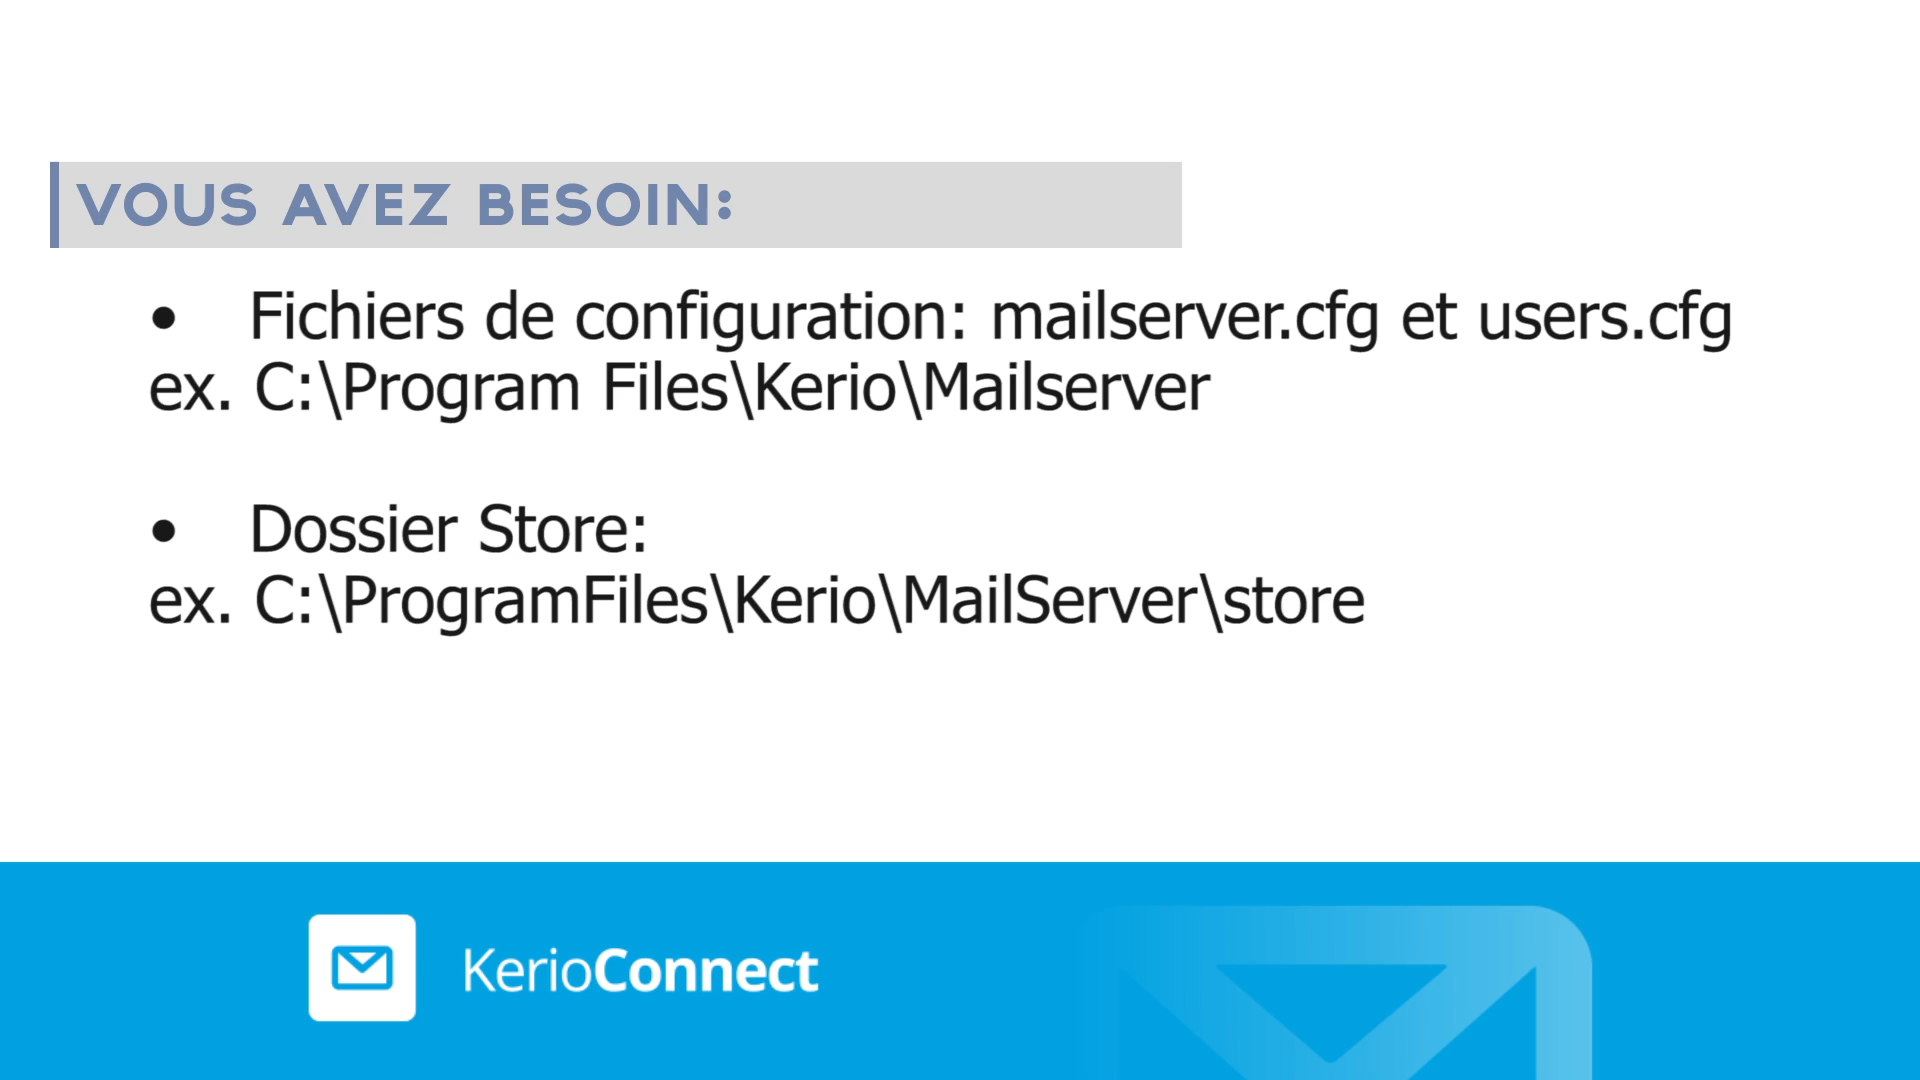 VOUS AVEZ BESOIN:
• Fichiers de configuration: mailserver.cfg et users.cfg
ex. C:\Program Files\Kerio\Mailserver
• Dossier Store:
ex. C:\ProgramFiles\Kerio\MailServer\store
KerioConnect